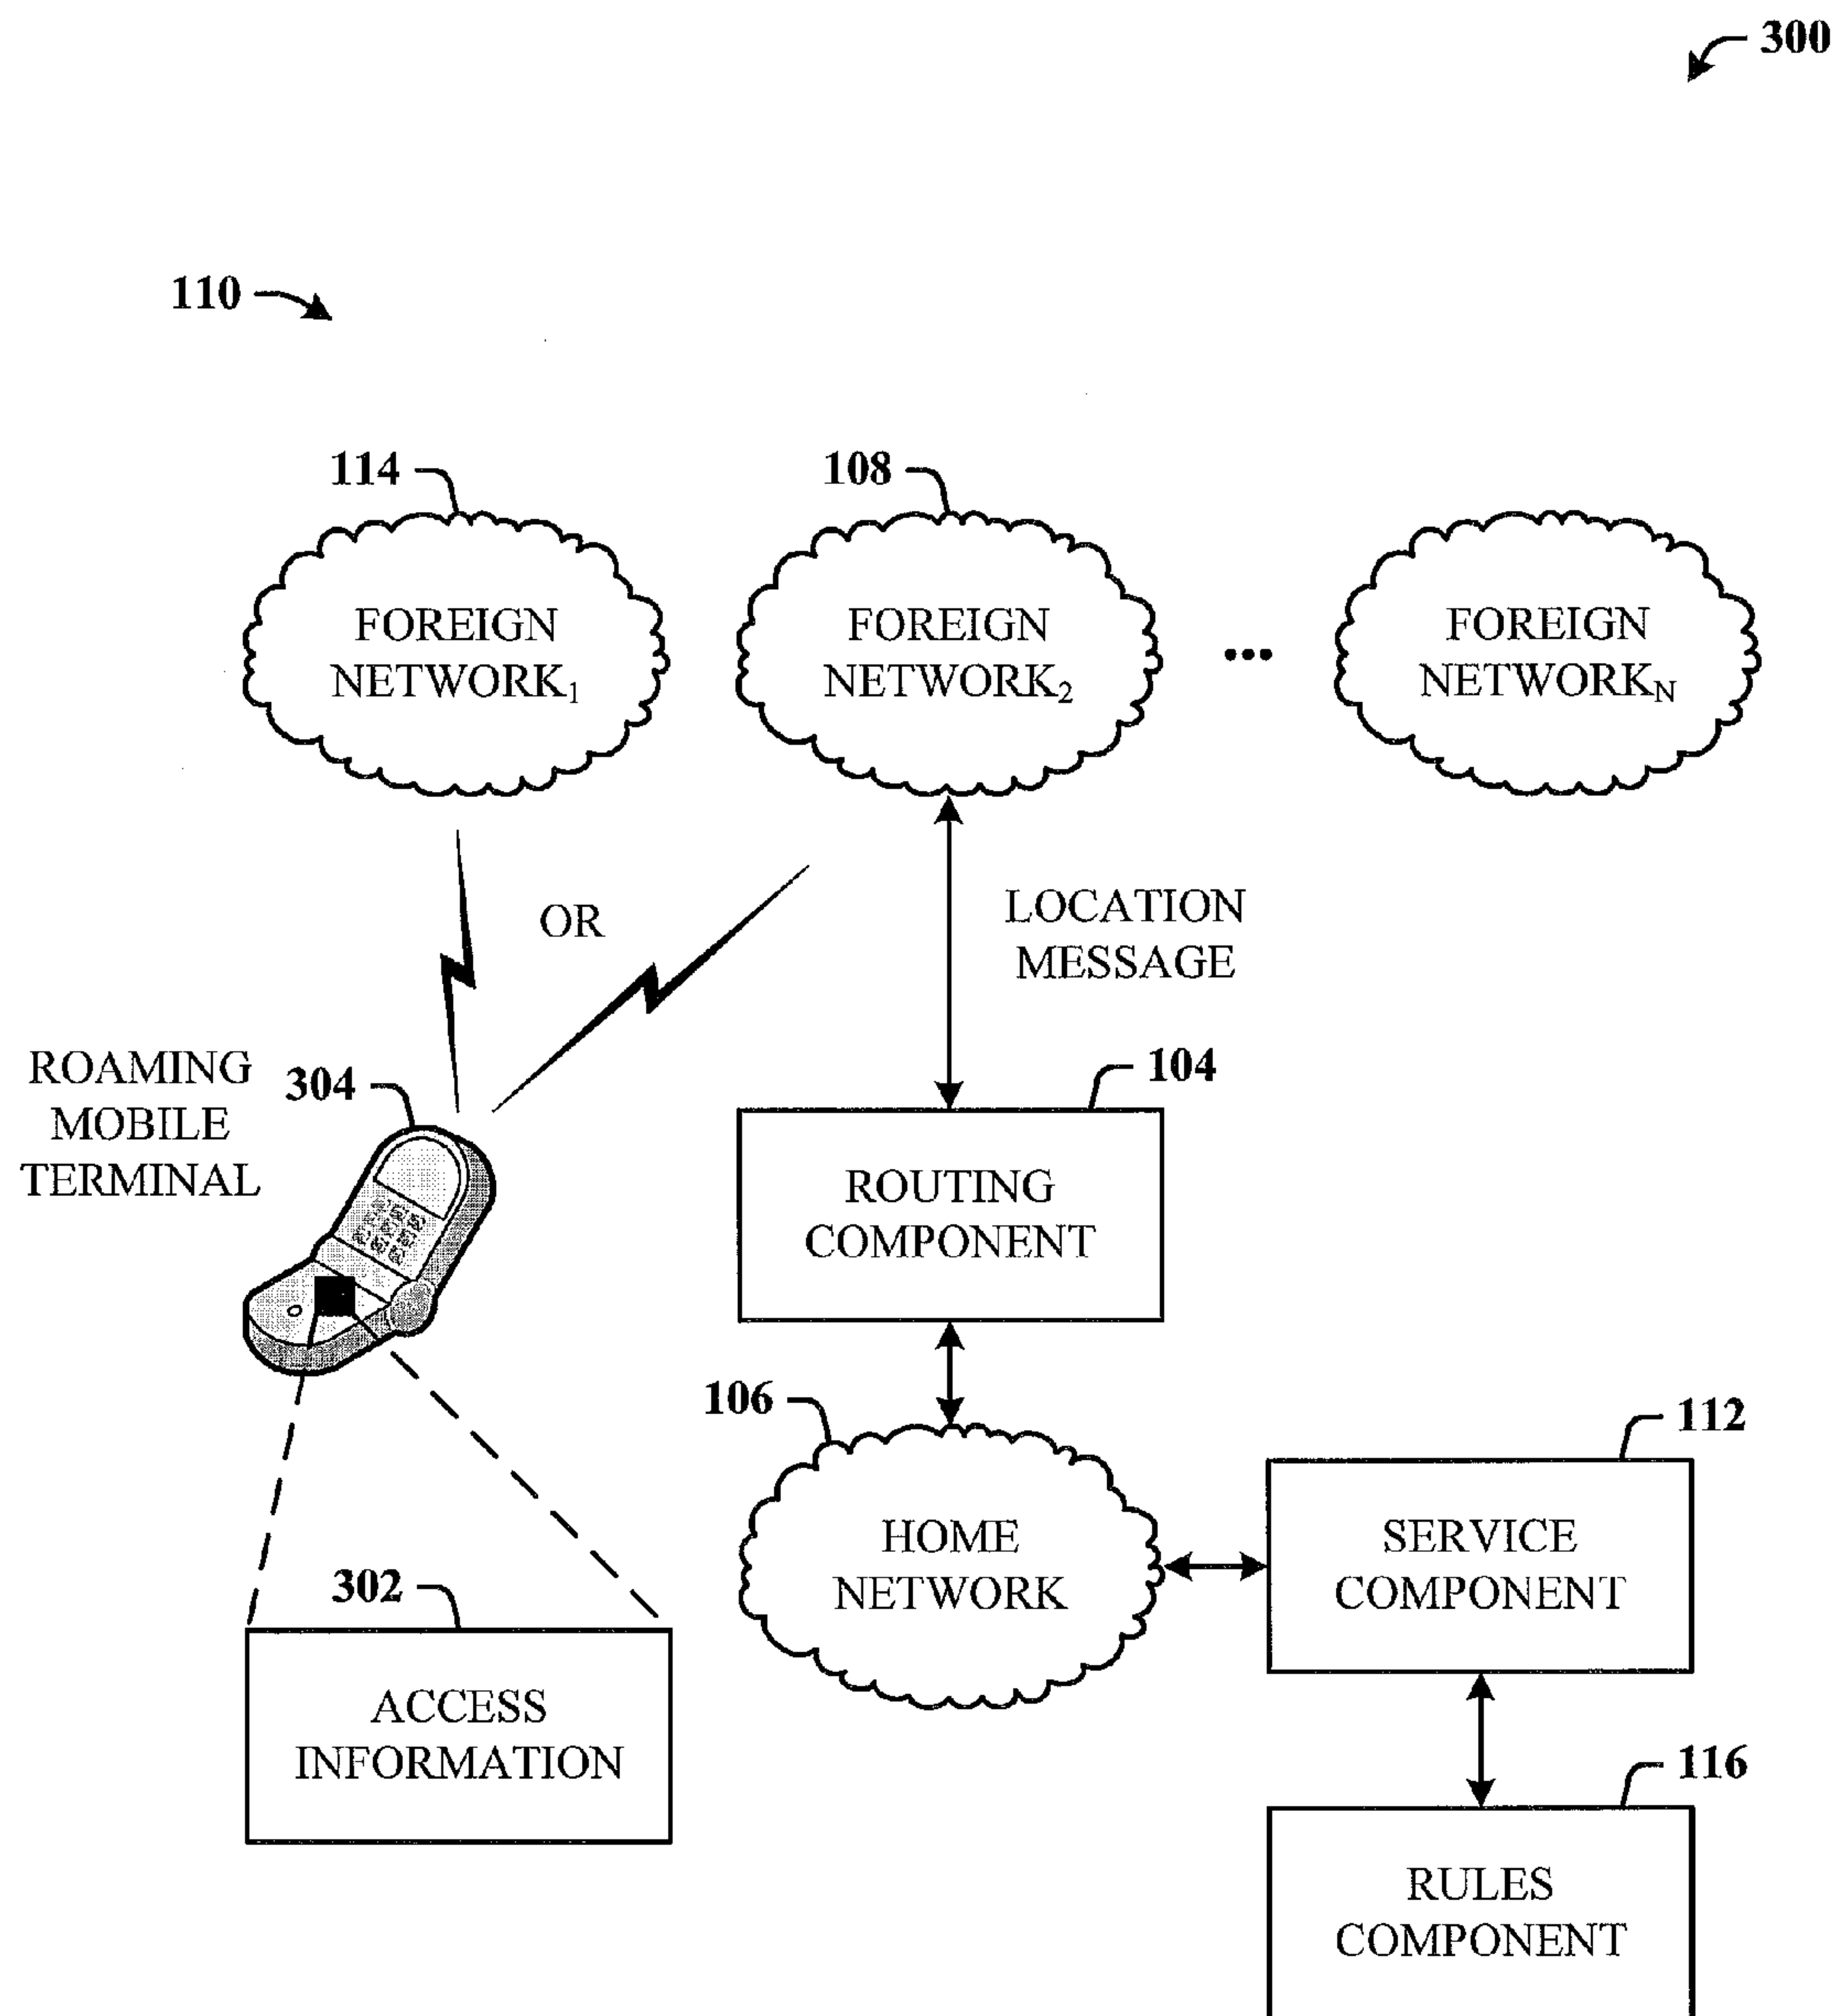 300
110
114
108
FOREIGN
NETWORK₁
FOREIGN
NETWORK₂
...
FOREIGN
NETWORKN
OR
LOCATION
MESSAGE
ROAMING
MOBILE
TERMINAL
304
104
ROUTING
COMPONENT
106
112
HOME
NETWORK
SERVICE
COMPONENT
302
ACCESS
INFORMATION
116
RULES
COMPONENT